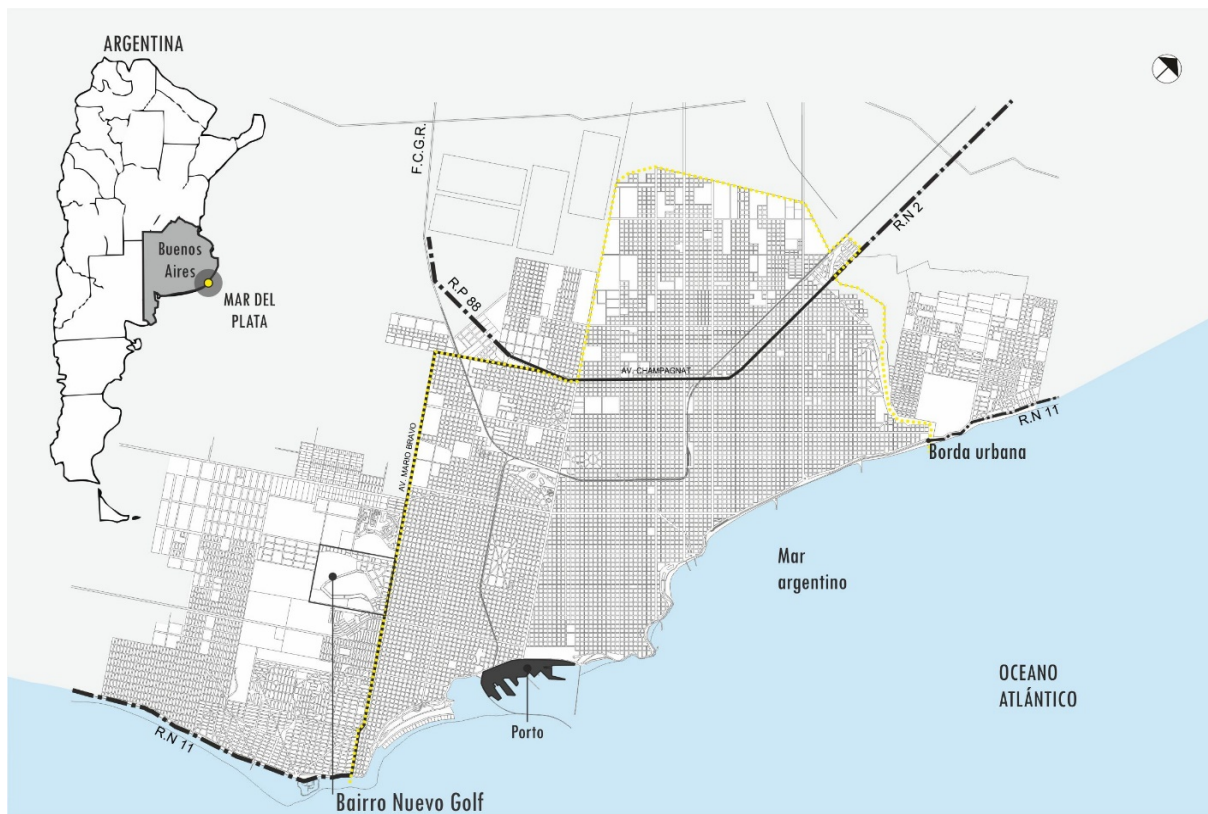 ARGENTINA
Buenos
Aires
MAR DEL
PLATA
F.C.G.R.
R.N 2
R.P 88
AV. CHAMPAGNAT
AV. MARIO BRAVO
R.N 11
Borda urbana
Mar
argentino
OCEANO
ATLÁNTICO
Porto
R.N 11
Bairro Nuevo Golf